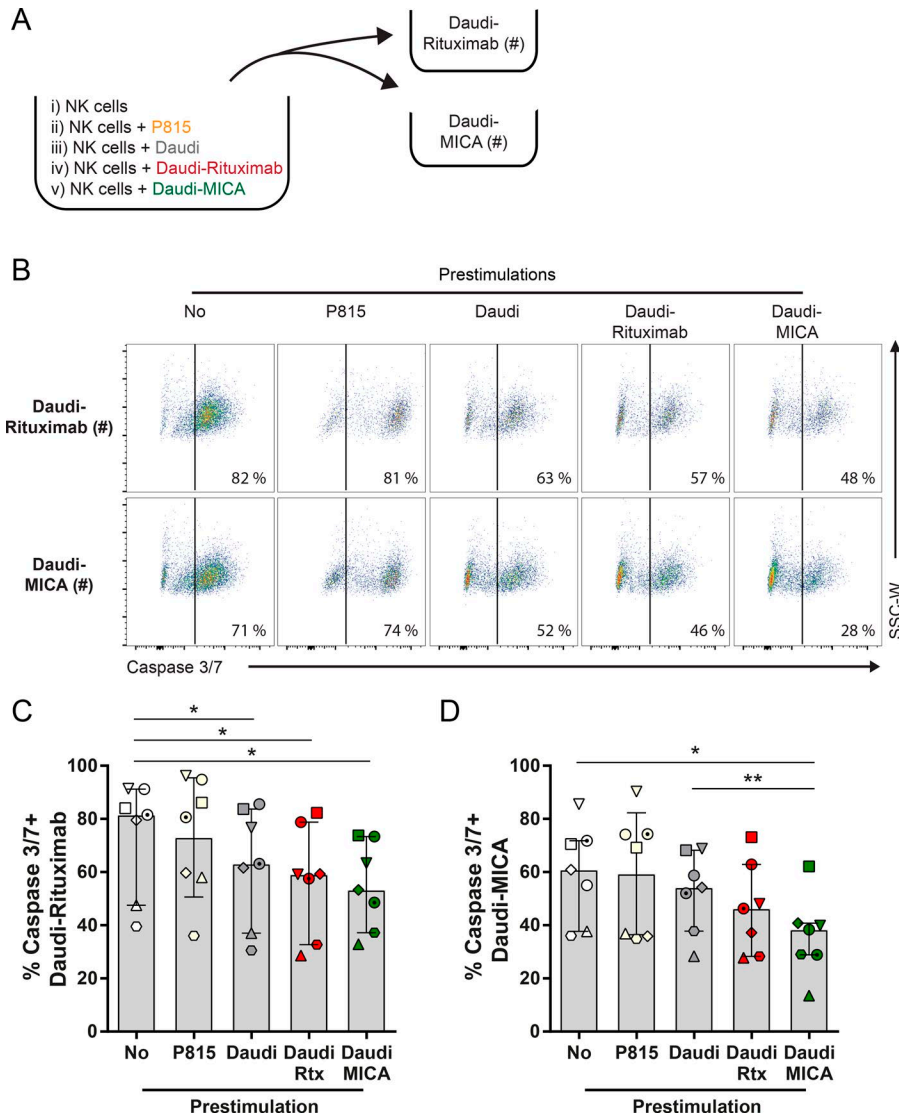 A
Daudi-
Rituximab (#)
Daudi-
MICA (#)
i) NK cells
ii) NK cells + P815
iii) NK cells + Daudi
iv) NK cells + Daudi-Rituximab
v) NK cells + Daudi-MICA
B
Prestimulations
No
P815
Daudi
Daudi-
Rituximab
Daudi-
MICA
Daudi-
Rituximab (#)
82 %
81 %
63 %
57 %
48 %
Daudi-
MICA (#)
71 %
74 %
52 %
46 %
28 %
SSC-W
Caspase 3/7
C
*
*
*
% Caspase 3/7+
Daudi-Rituximab
100
80
60
40
20
0
No
P815
Daudi
Daudi
Rtx
Daudi
MICA
Prestimulation
D
*
**
% Caspase 3/7+
Daudi-MICA
100
80
60
40
20
0
No
P815
Daudi
Daudi
Rtx
Daudi
MICA
Prestimulation